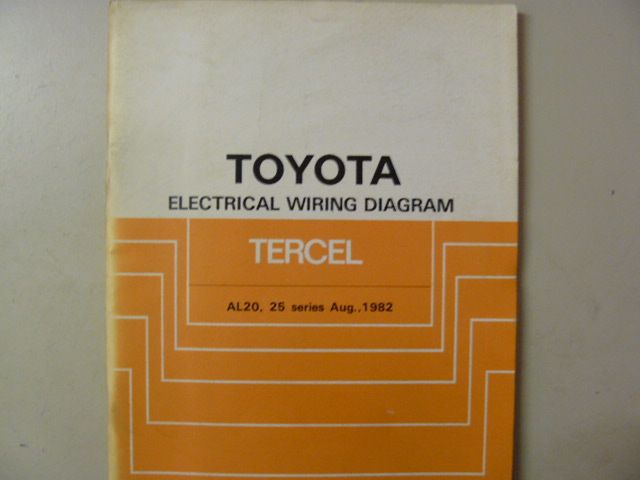 TOYOTA
ELECTRICAL WIRING DIAGRAM
TERCEL
AL20, 25 series Aug.,1982